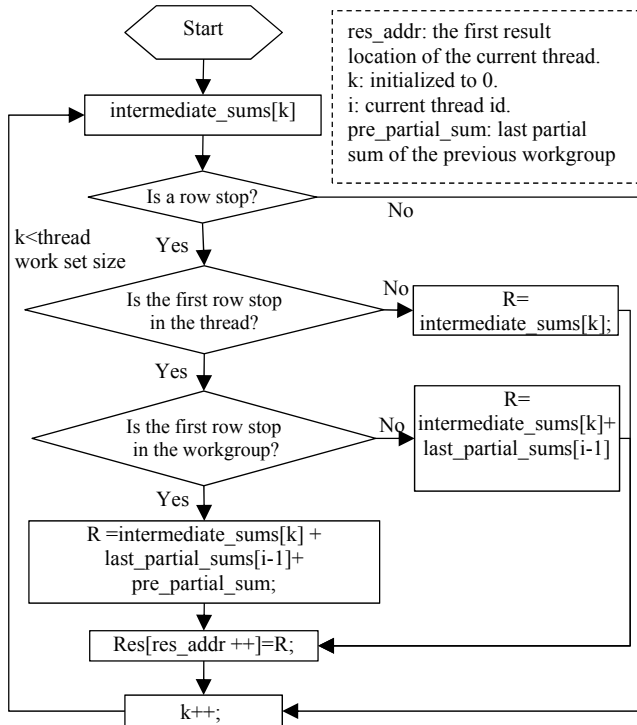 Start
res_addr: the first result
location of the current thread.
k: initialized to 0.
i: current thread id.
pre_partial_sum: last partial
sum of the previous workgroup
intermediate_sums[k]
Is a row stop?
No
Yes
k<thread
work set size
Is the first row stop
in the thread?
No
R=
intermediate_sums[k];
Yes
Is the first row stop
in the workgroup?
No
R=
intermediate_sums[k]+
last_partial_sums[i-1]
Yes
R =intermediate_sums[k] +
last_partial_sums[i-1]+
pre_partial_sum;
Res[res_addr ++]=R;
k++;